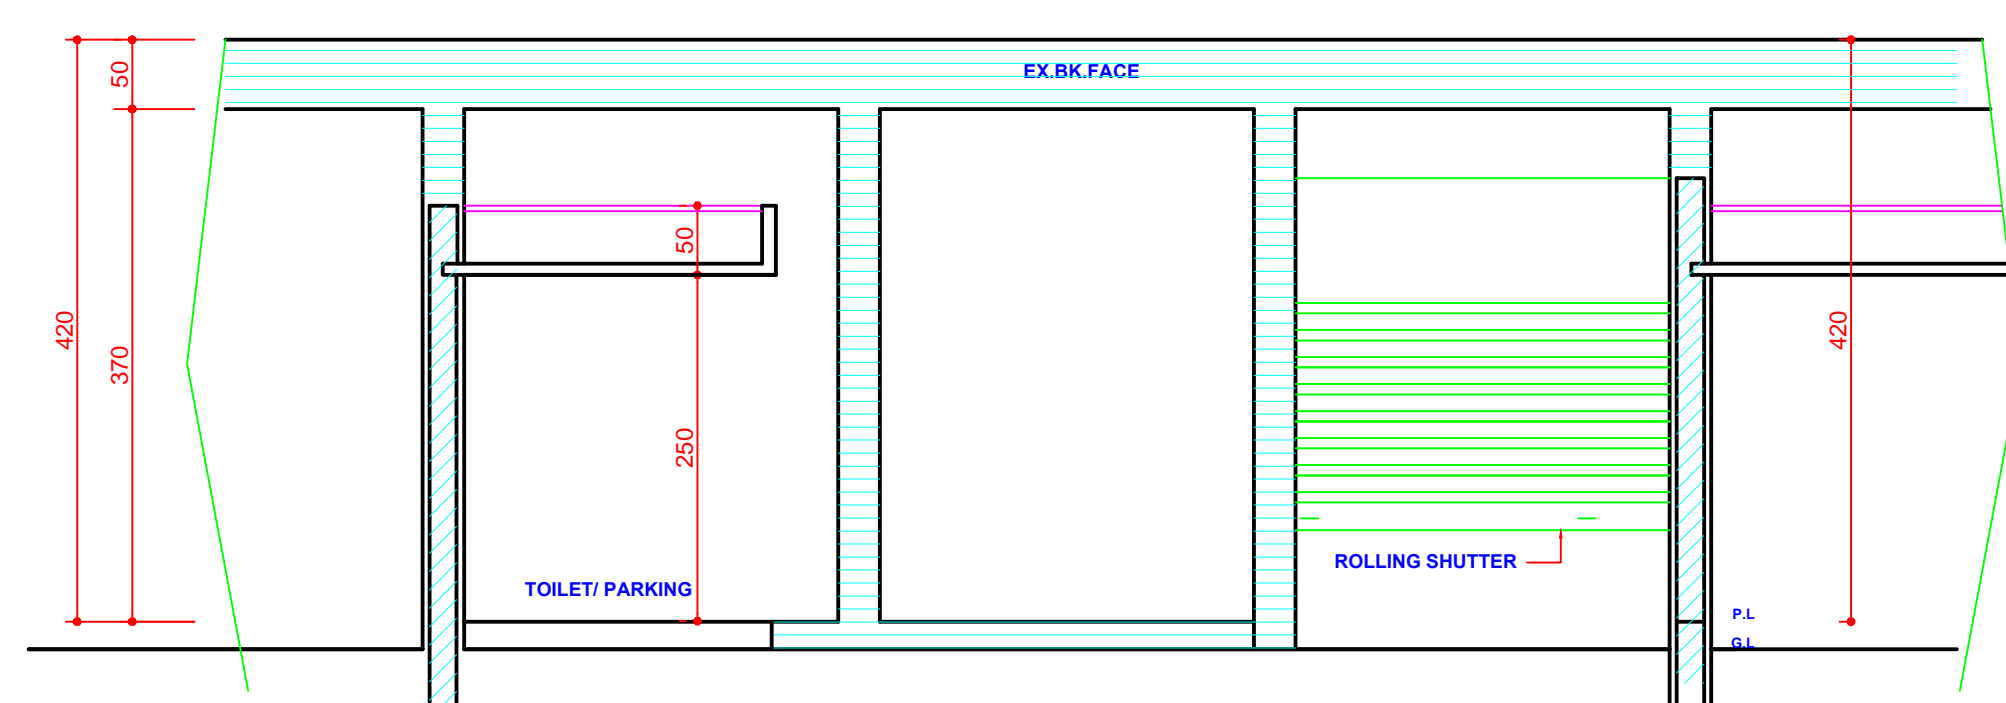 50
EX.BK.FACE
50
420
370
420
250
ROLLING SHUTTER
TOILET/ PARKING
P.L
G.L